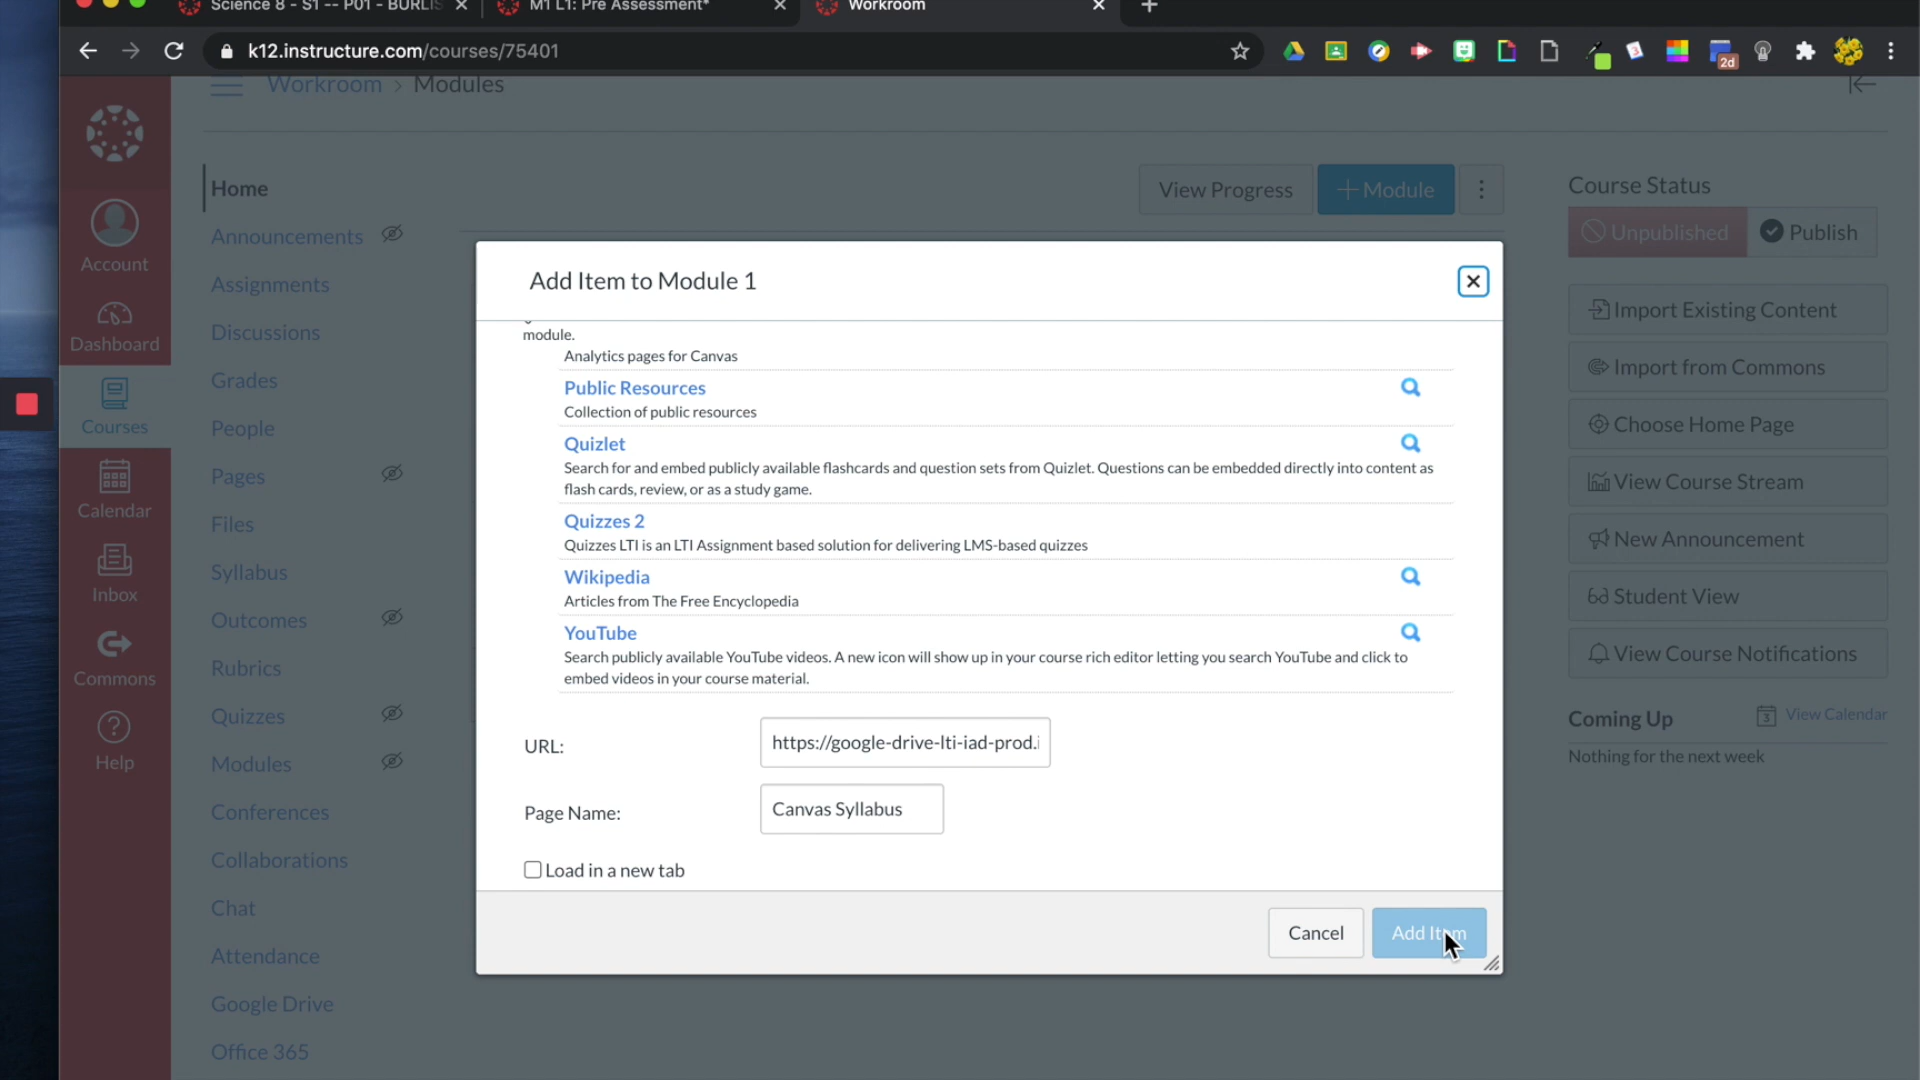 Science 8 - S1 -- P01 - BURLIS
M1 L1: Pre Assessment*
Workroom
k12.instructure.com/courses/75401
2d
Workroom > Modules
Account
Dashboard
Courses
Calendar
Inbox
Commons
Help
Home
Announcements
Assignments
Discussions
Grades
People
Pages
Files
Syllabus
Outcomes
Rubrics
Quizzes
Modules
Conferences
Collaborations
Chat
Attendance
Google Drive
Office 365
View Progress
+ Module
Add Item to Module 1
module.
Analytics pages for Canvas
Public Resources
Collection of public resources
Quizlet
Search for and embed publicly available flashcards and question sets from Quizlet. Questions can be embedded directly into content as
flash cards, review, or as a study game.
Quizzes 2
Quizzes LTI is an LTI Assignment based solution for delivering LMS-based quizzes
Wikipedia
Articles from The Free Encyclopedia
YouTube
Search publicly available YouTube videos. A new icon will show up in your course rich editor letting you search YouTube and click to
embed videos in your course material.
URL:
https://google-drive-lti-iad-prod.i
Page Name:
Canvas Syllabus
Load in a new tab
Cancel
Add Item
Course Status
Unpublished
Publish
Import Existing Content
Import from Commons
Choose Home Page
View Course Stream
New Announcement
Student View
View Course Notifications
Coming Up
3
View Calendar
Nothing for the next week